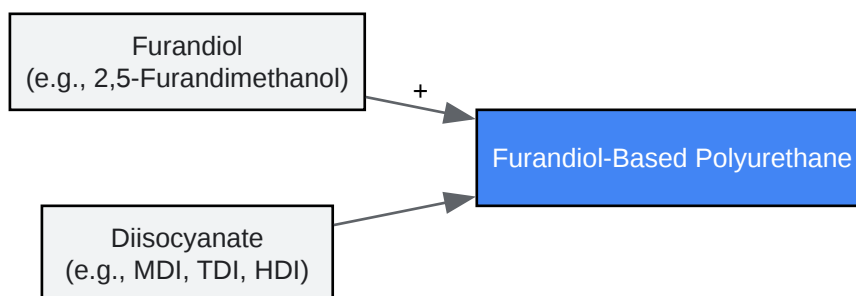 Furandiol
(e.g., 2,5-Furandimethanol)
+
Furandiol-Based Polyurethane
Diisocyanate
(e.g., MDI, TDI, HDI)